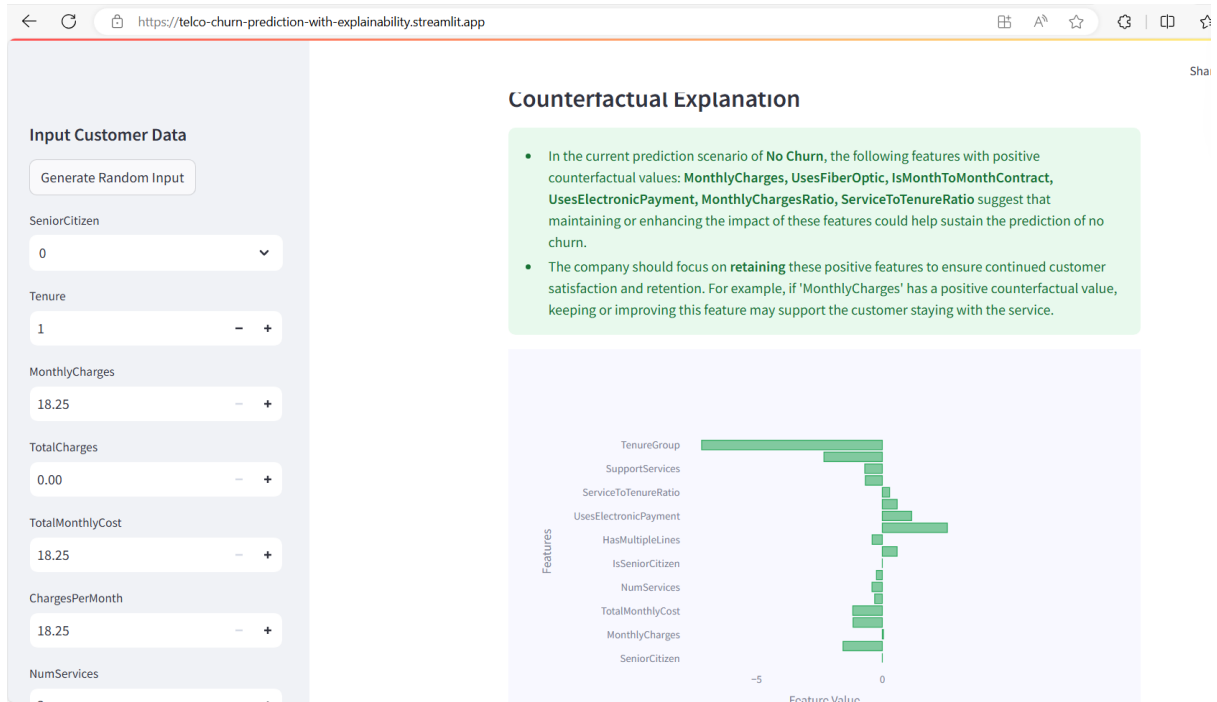 https://telco-churn-prediction-with-explainability.streamlit.app
Shar
Input Customer Data
Generate Random Input
SeniorCitizen
0
Tenure
1
MonthlyCharges
18.25
TotalCharges
0.00
TotalMonthlyCost
18.25
ChargesPerMonth
18.25
NumServices
Counterfactual Explanation
• In the current prediction scenario of No Churn, the following features with positive
counterfactual values: MonthlyCharges, UsesFiberOptic, IsMonthToMonthContract,
UsesElectronicPayment, MonthlyChargesRatio, ServiceToTenureRatio suggest that
maintaining or enhancing the impact of these features could help sustain the prediction of no
churn.
• The company should focus on retaining these positive features to ensure continued customer
satisfaction and retention. For example, if 'MonthlyCharges' has a positive counterfactual value,
keeping or improving this feature may support the customer staying with the service.
TenureGroup
SupportServices
ServiceToTenureRatio
UsesElectronicPayment
HasMultipleLines
IsSeniorCitizen
NumServices
TotalMonthlyCost
MonthlyCharges
SeniorCitizen
Features
−5
0
Feature Value